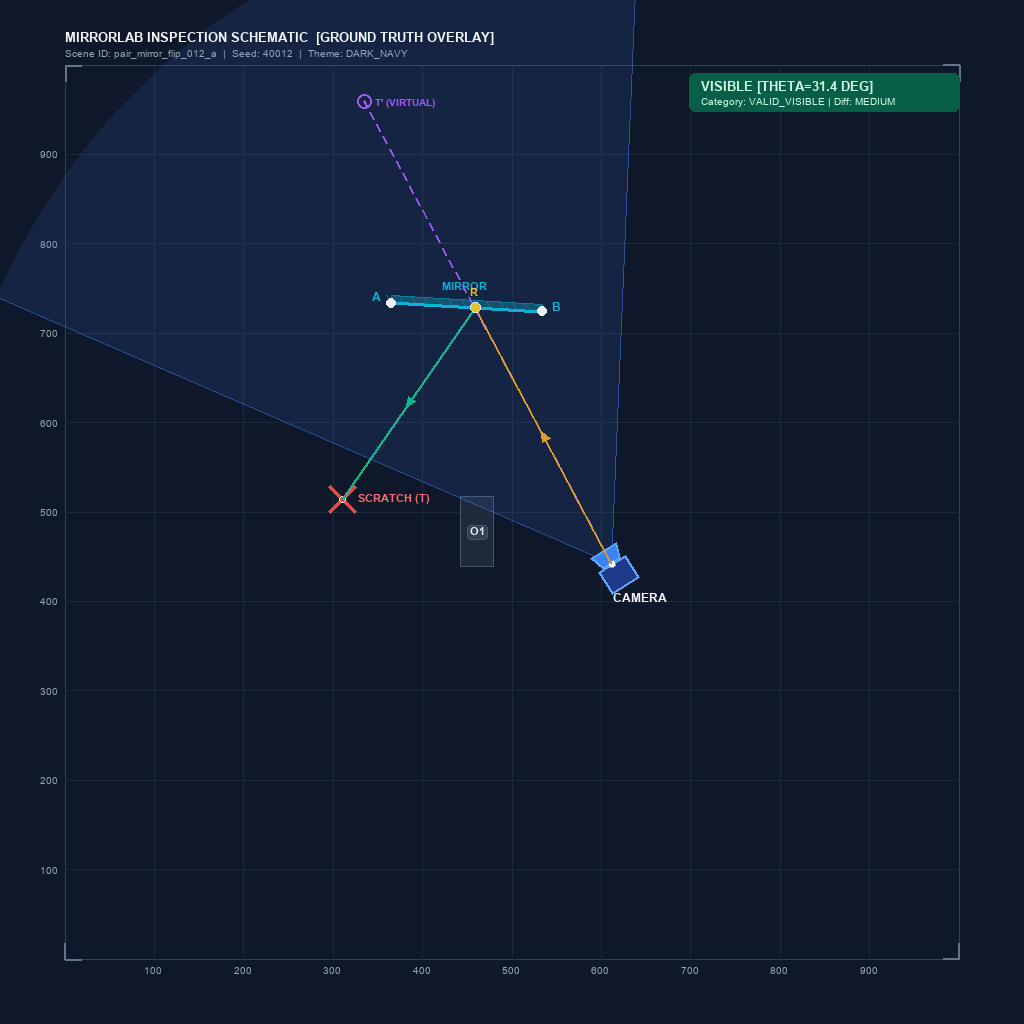 MIRRORLAB INSPECTION SCHEMATIC [GROUND TRUTH OVERLAY]
Scene ID: pair_mirror_flip_012_a | Seed: 40012 | Theme: DARK_NAVY
VISIBLE [THETA=31.4 DEG]
Category: VALID_VISIBLE | Diff: MEDIUM
T' (VIRTUAL)
900
800
MIRROR
R
A
B
700
600
SCRATCH (T)
500
O1
400
CAMERA
300
200
100
100 200 300 400 500 600 700 800 900